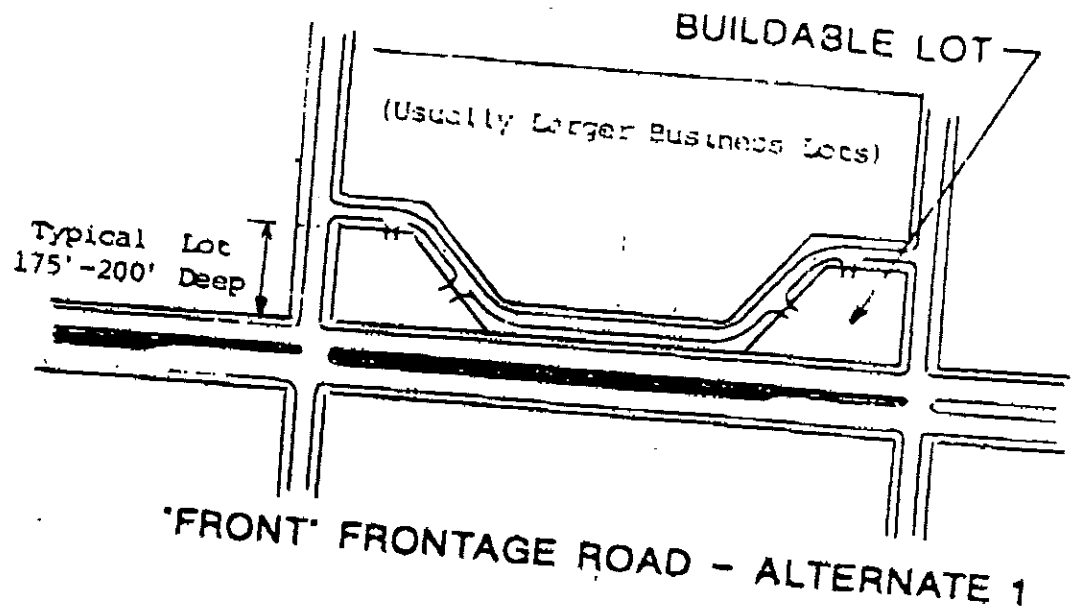 BUILDABLE LOT
(Usually Larger Business Lots)
Typical Lot
175'-200' Deep
"FRONT" FRONTAGE ROAD - ALTERNATE 1